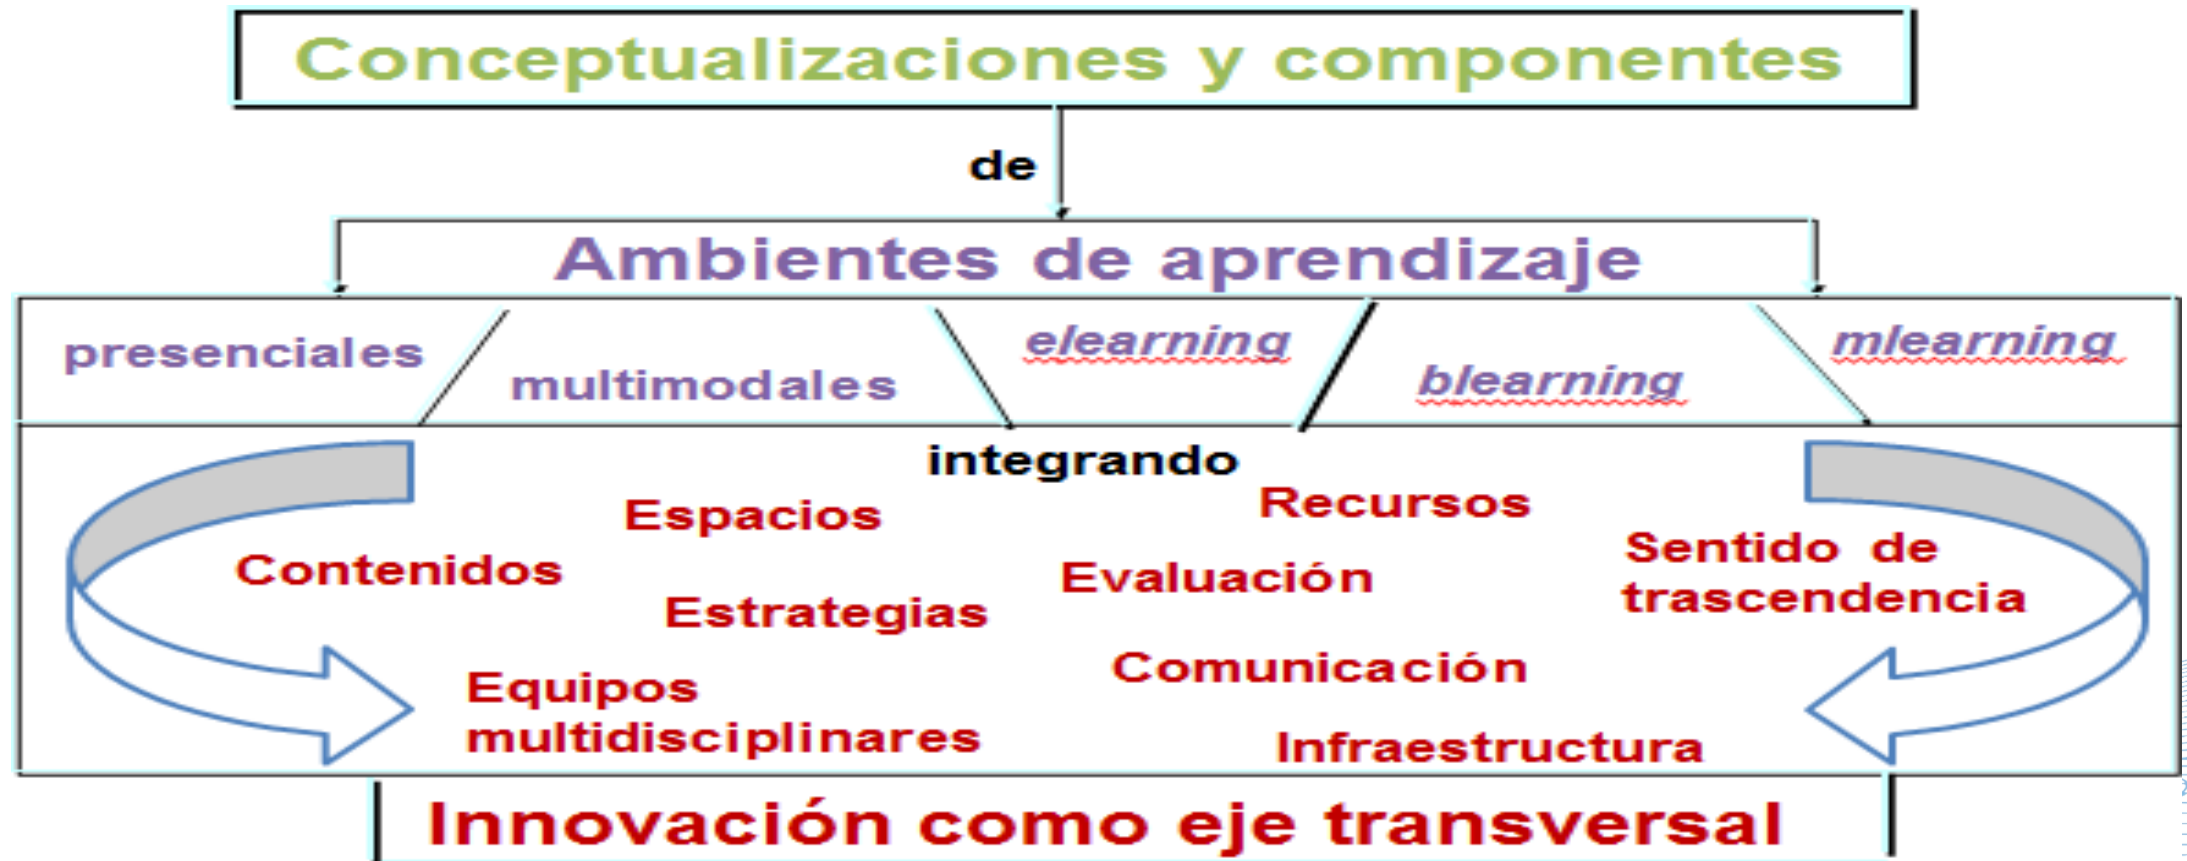 Conceptualizaciones y componentes
de
Ambientes de aprendizaje
presenciales
multimodales
elearning
blearning
mlearning
integrando
Espacios
Recursos
Contenidos
Evaluación
Sentido de
trascendencia
Estrategias
Comunicación
Equipos
multidisciplinares
Infraestructura
Innovación como eje transversal